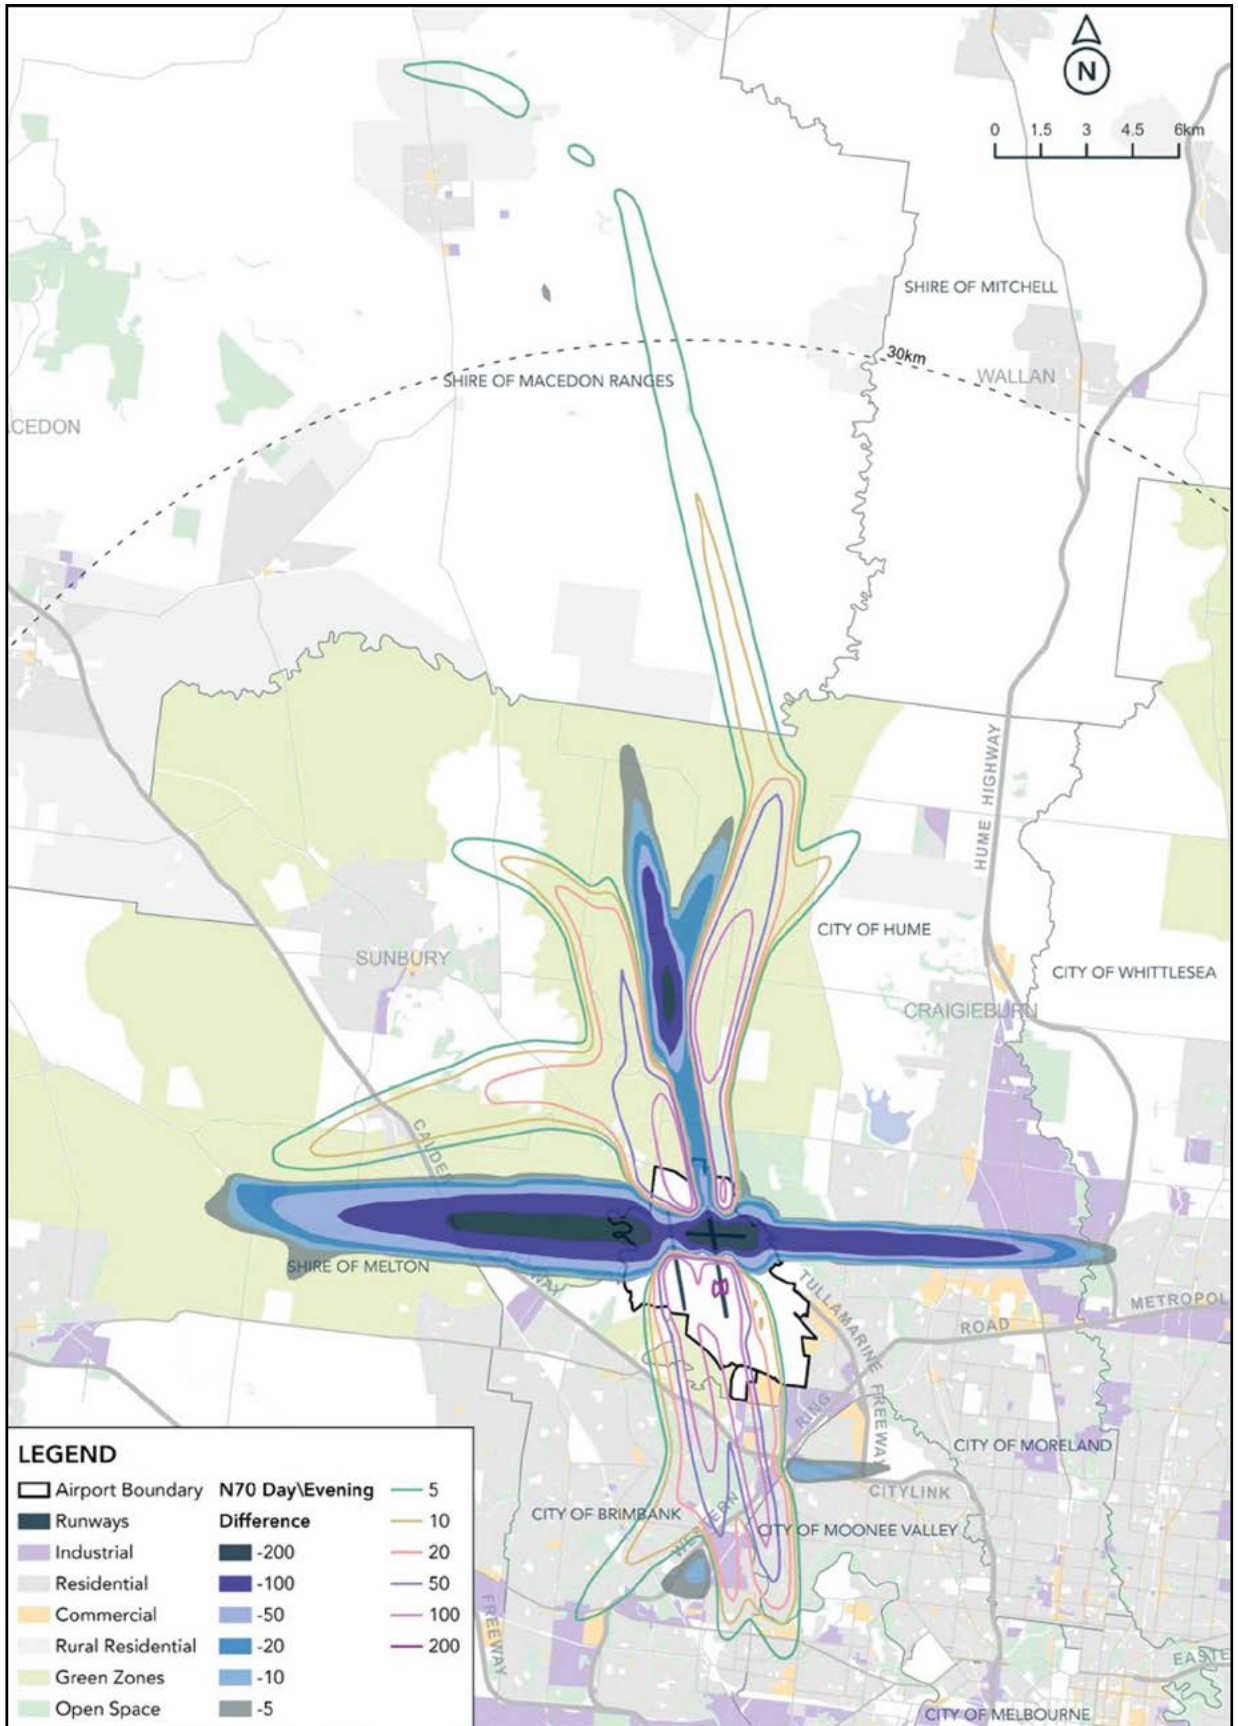 N
0 1.5 3 4.5 6km
SHIRE OF MITCHELL
30km
WALLAN
SHIRE OF MACEDON RANGES
CEDON
HUME HIGHWAY
CITY OF HUME
SUNBURY
CITY OF WHITTLESEA
CRAIGIEBURN
CALDER
SHIRE OF MELTON
TULLAMARINE FREEWAY
METROPOL
ROAD
RING
CITY OF MORELAND
CITYLINK
CITY OF BRIMBANK
CITY OF MOONEE VALLEY
FREEWAY
EASTE
CITY OF MELBOURNE
LEGEND
Airport Boundary
Runways
Industrial
Residential
Commercial
Rural Residential
Green Zones
Open Space
N70 Day\Evening
Difference
-200
-100
-50
-20
-10
-5
5
10
20
50
100
200